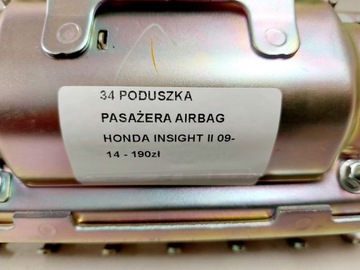 34 PODUSZKA
PASAŻERA AIRBAG
HONDA INSIGHT II 09-
14 - 190zł